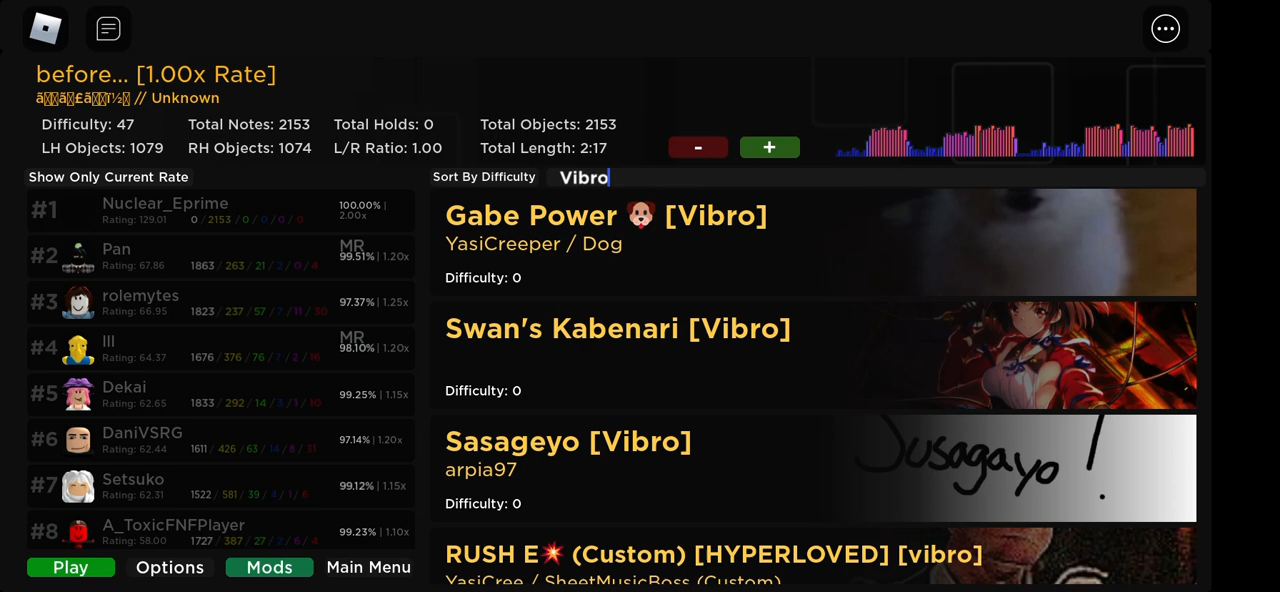 before... [1.00x Rate]
ã £ã ï½ // Unknown
Difficulty: 47 Total Notes: 2153 Total Holds: 0 Total Objects: 2153
LH Objects: 1079 RH Objects: 1074 L/R Ratio: 1.00 Total Length: 2:17
- +
Show Only Current Rate
Sort By Difficulty
Vibro
#1 Nuclear_Eprime 100.00% | 2.00x
Rating: 129.01 0 / 2153 / 0 / 0 / 0 / 0
#2 Pan MR 99.51% | 1.20x
Rating: 67.86 1863 / 263 / 21 / 2 / 0 / 4
#3 rolemytes 97.37% | 1.25x
Rating: 66.95 1823 / 237 / 57 / 7 / 11 / 30
#4 MR 98.10% | 1.20x
Rating: 64.37 1676 / 376 / 76 / 7 / 2 / 16
#5 Dekai 99.25% | 1.15x
Rating: 62.65 1833 / 292 / 14 / 3 / 1 / 10
#6 DaniVSRG 97.14% | 1.20x
Rating: 62.44 1611 / 426 / 63 / 14 / 8 / 31
#7 Setsuko 99.12% | 1.15x
Rating: 62.31 1522 / 581 / 39 / 4 / 1 / 6
#8 A_ToxicFNFPlayer 99.23% | 1.10x
Rating: 58.00 1727 / 387 / 27 / 2 / 6 / 4
Play Options Mods Main Menu
Gabe Power 🐶 [Vibro]
YasiCreeper / Dog
Difficulty: 0
Swan's Kabenari [Vibro]
Difficulty: 0
Sasageyo [Vibro]
arpia97
Difficulty: 0
Susagayo!
RUSH E💥 (Custom) [HYPERLOVED] [vibro]
YasiCree / SheetMusicBoss (Custom)